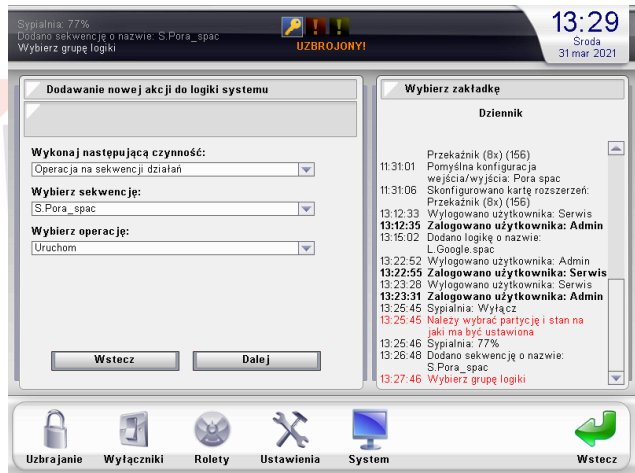 Sypialnia: 77%
Dodano sekwencję o nazwie: S.Pora_spac
Wybierz grupę logiki
UZBROJONY!
13:29
Środa
31 mar 2021
Dodawanie nowej akcji do logiki systemu
Wykonaj następującą czynność:
Operacja na sekwencji działań
Wybierz sekwencję:
S.Pora_spac
Wybierz operację:
Uruchom
Wstecz
Dalej
Wybierz zakładkę
Dziennik
Przekaźnik (8x) (156)
11:31:01 Pomyślna konfiguracja
wejścia/wyjścia: Pora spac
11:31:06 Skonfigurowano kartę rozszerzeń:
Przekaźnik (8x) (156)
13:12:33 Wylogowano użytkownika: Serwis
13:12:35 Zalogowano użytkownika: Admin
13:15:02 Dodano logikę o nazwie:
L.Google.spac
13:22:52 Wylogowano użytkownika: Admin
13:22:55 Zalogowano użytkownika: Serwis
13:23:28 Wylogowano użytkownika: Serwis
13:23:31 Zalogowano użytkownika: Admin
13:25:45 Sypialnia: Wyłącz
13:25:45 Należy wybrać partycję i stan na
jaki ma być ustawiona
13:25:46 Sypialnia: 77%
13:26:48 Dodano sekwencję o nazwie:
S.Pora_spac
13:27:46 Wybierz grupę logiki
Uzbrajanie
Wyłączniki
Rolety
Ustawienia
System
Wstecz